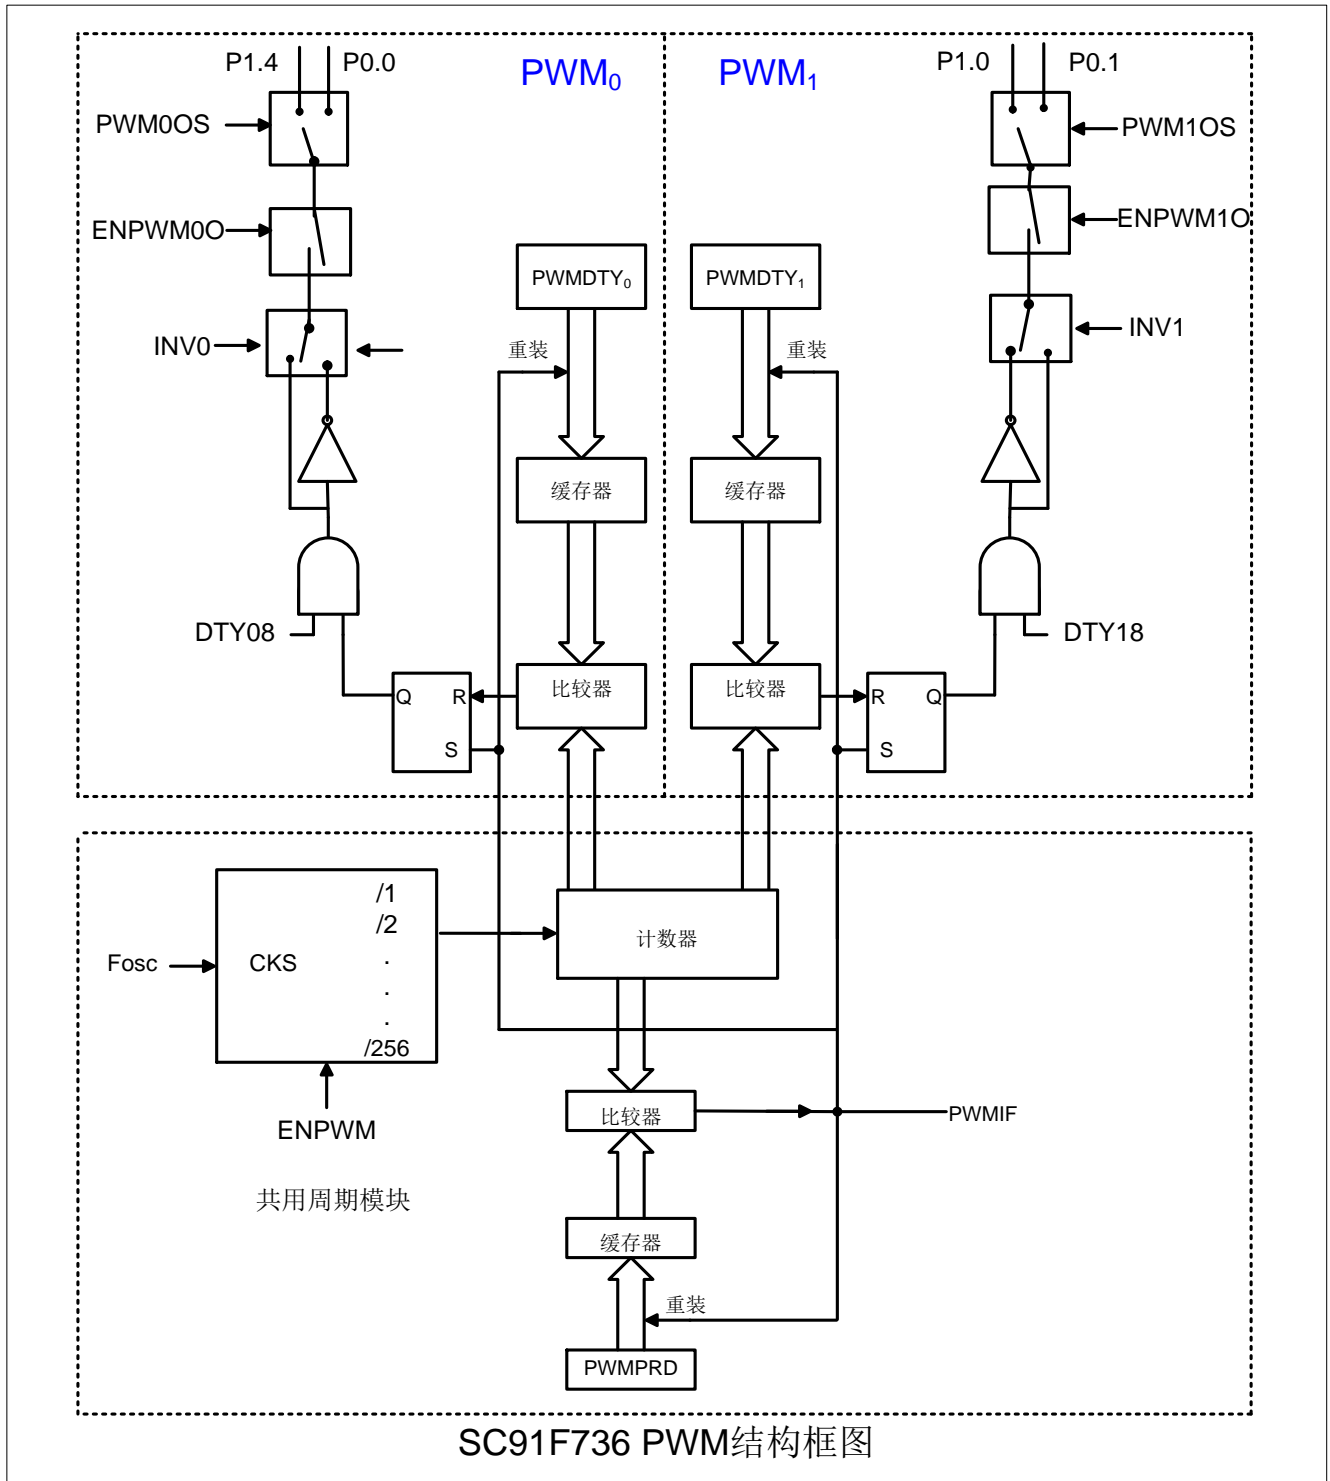 P1.4 P0.0 PWM0 PWM1 P1.0 P0.1
PWM0OS PWM1OS
ENPWM0O ENPWM1O
PWMDTY0 PWMDTY1
INV0 重装 重装 INV1
缓存器 缓存器
DTY08 DTY18
Q R 比较器 比较器 R Q
S S
/1
/2 计数器
Fosc CKS .
.
.
/256
比较器 PWMIF
ENPWM
共用周期模块
缓存器
重装
PWMPRD
SC91F736 PWM结构框图